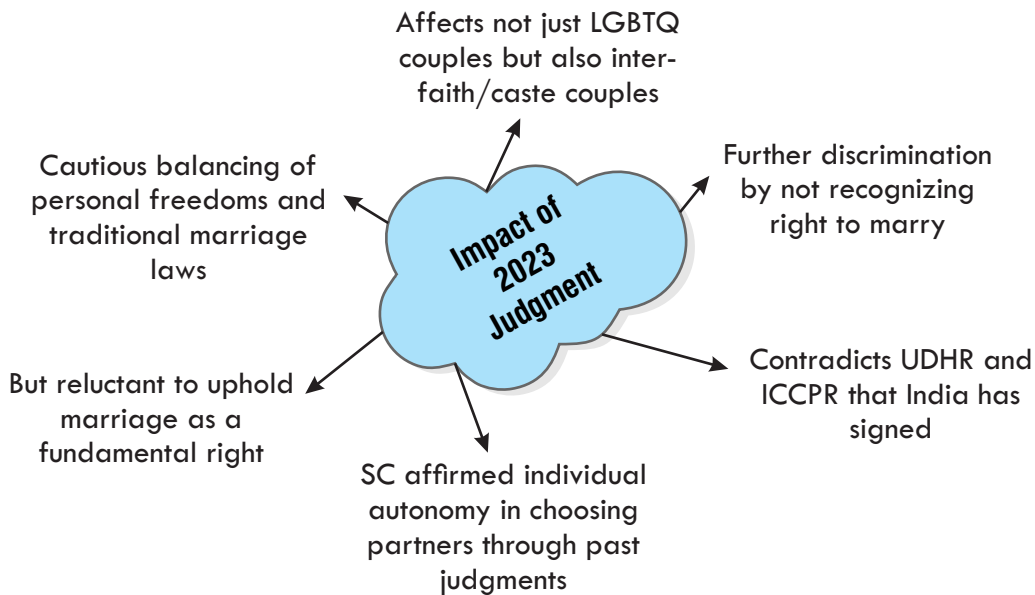 Affects not just LGBTQ
couples but also inter-
faith/caste couples
Further discrimination
by not recognizing
right to marry
Contradicts UDHR and
ICCPR that India has
signed
SC affirmed individual
autonomy in choosing
partners through past
judgments
But reluctant to uphold
marriage as a
fundamental right
Cautious balancing of
personal freedoms and
traditional marriage
laws
Impact of
2023
Judgment